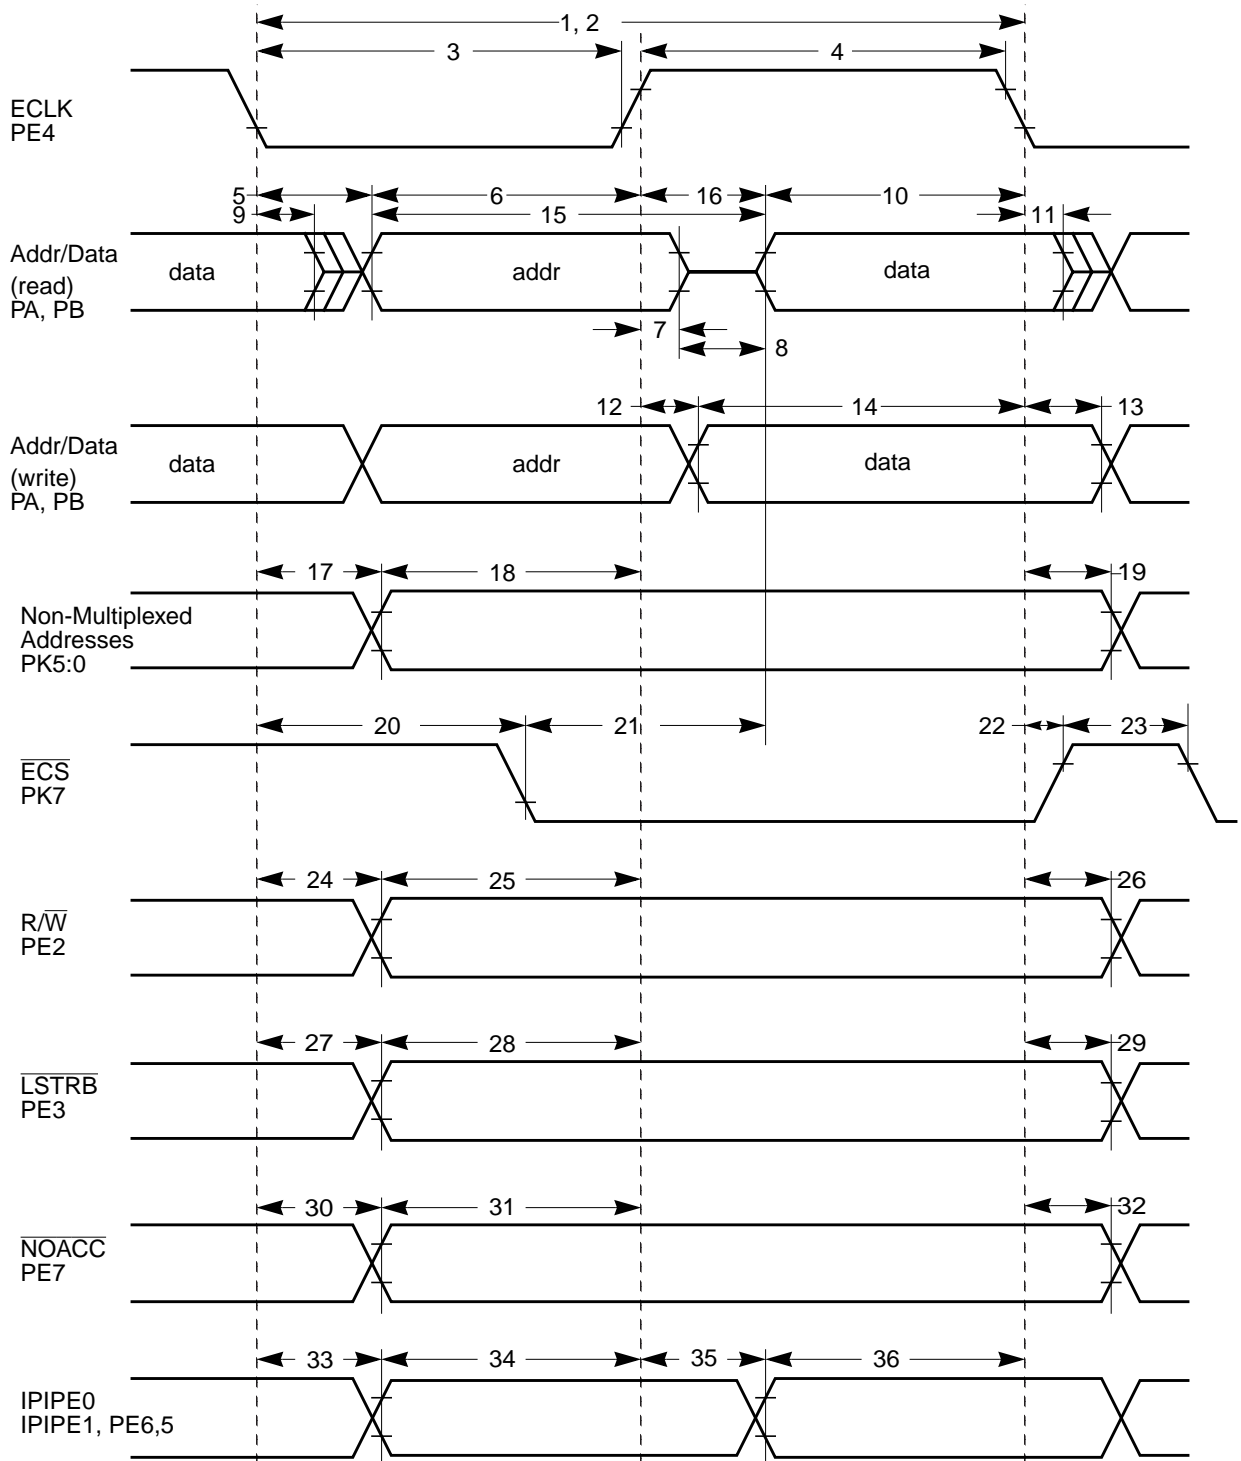 1, 2
3 4
ECLK
PE4
5 6 16 10
9 15 11
Addr/Data
(read)
PA, PB
data addr data
7
8
12 14 13
Addr/Data
(write)
PA, PB
data addr data
17 18 19
Non-Multiplexed
Addresses
PK5:0
20 21 22 23
ECS
PK7
24 25 26
R/W
PE2
27 28 29
LSTRB
PE3
30 31 32
NOACC
PE7
33 34 35 36
IPIPE0
IPIPE1, PE6,5